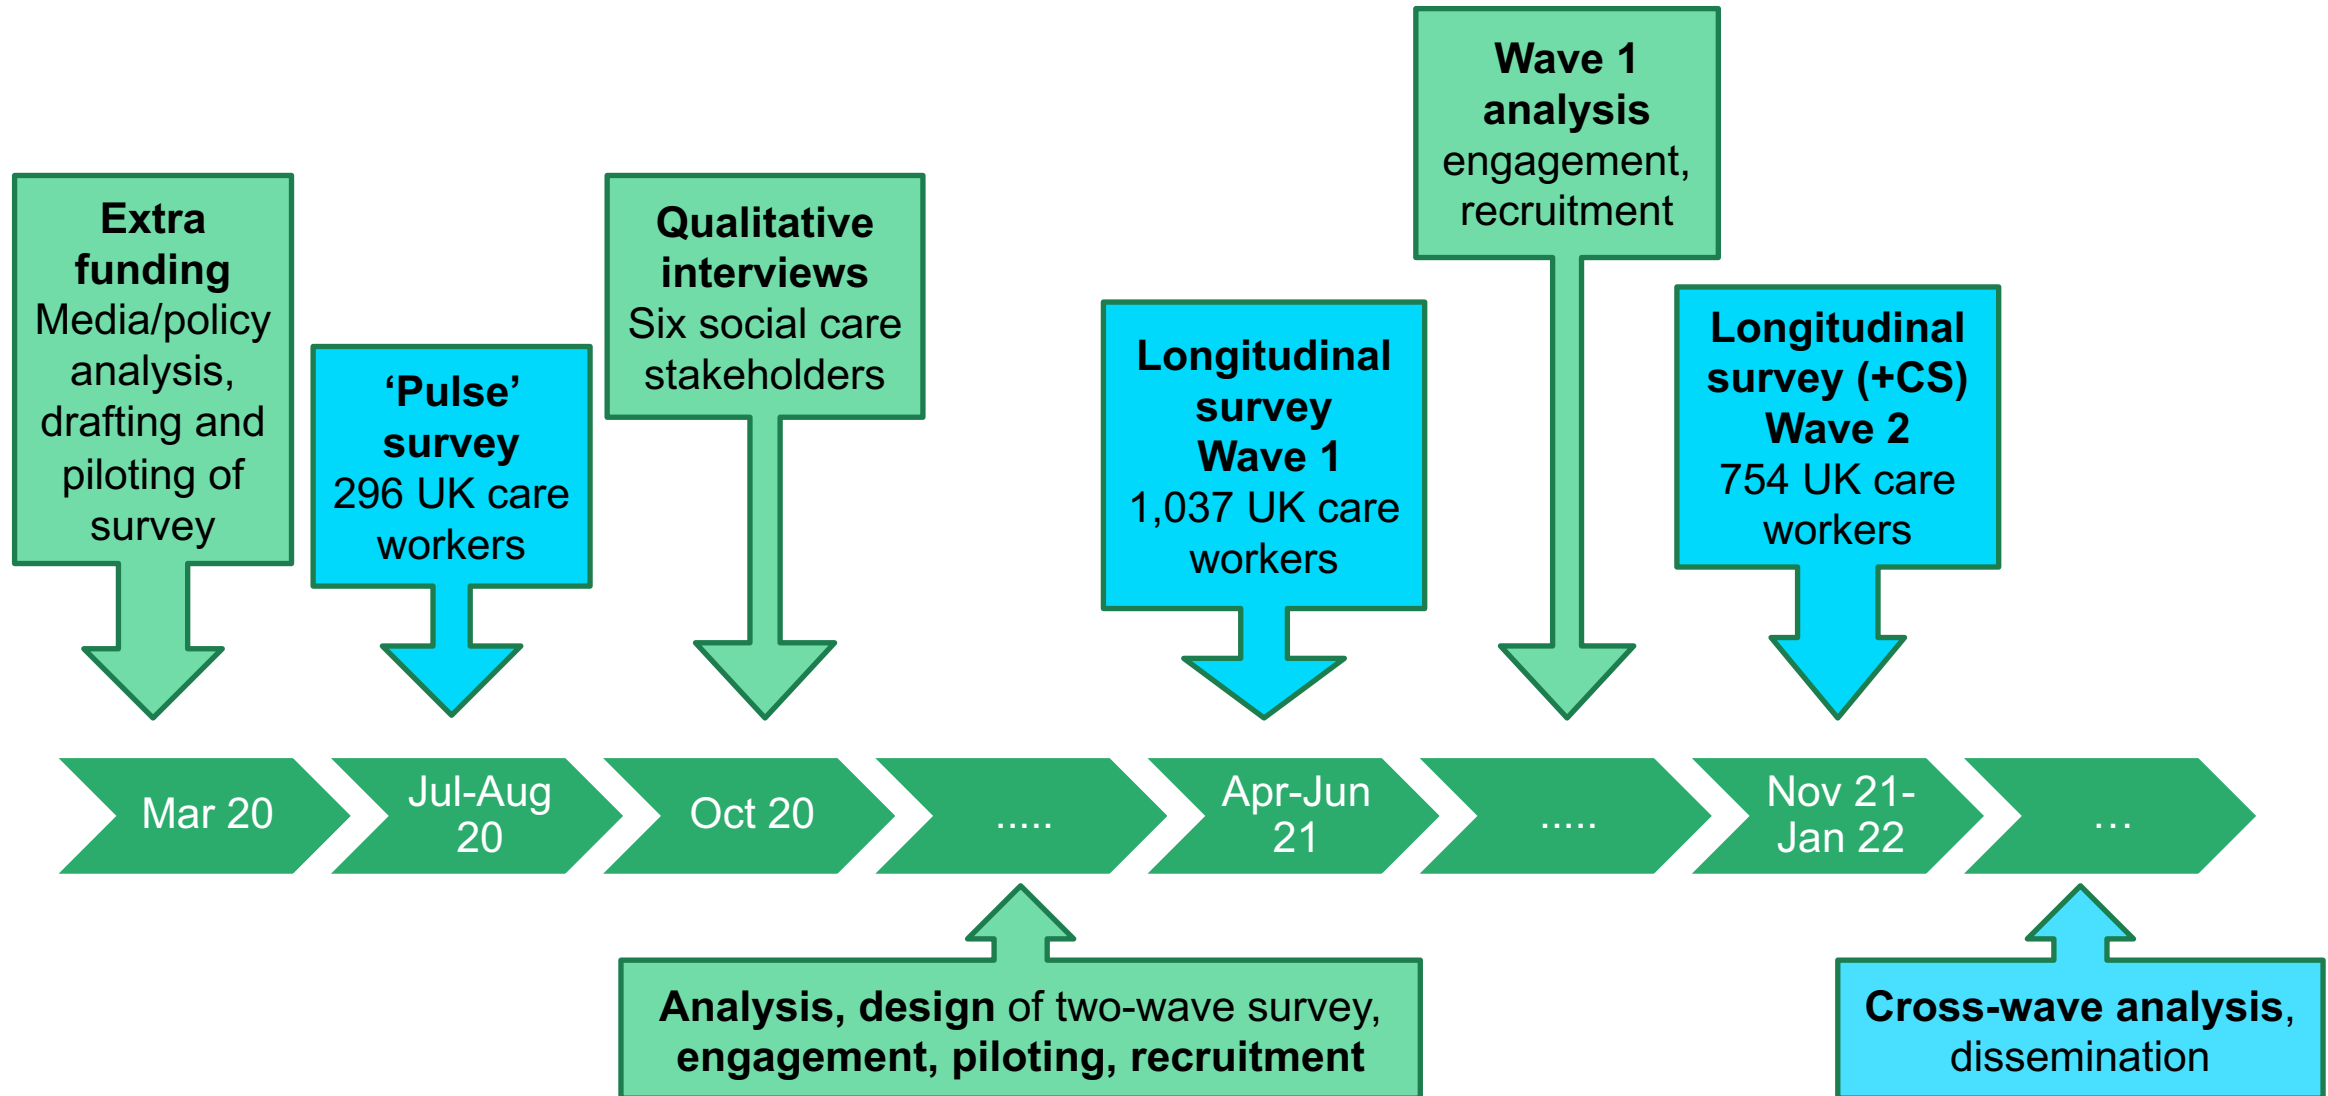 Extra
funding
Media/policy
analysis,
drafting and
piloting of
survey
‘Pulse’
survey
296 UK care
workers
Qualitative
interviews
Six social care
stakeholders
Longitudinal
survey
Wave 1
1,037 UK care
workers
Wave 1
analysis
engagement,
recruitment
Longitudinal
survey (+CS)
Wave 2
754 UK care
workers
Mar 20
Jul-Aug
20
Oct 20
.....
Apr-Jun
21
.....
Nov 21-
Jan 22
…
Analysis, design of two-wave survey,
engagement, piloting, recruitment
Cross-wave analysis,
dissemination